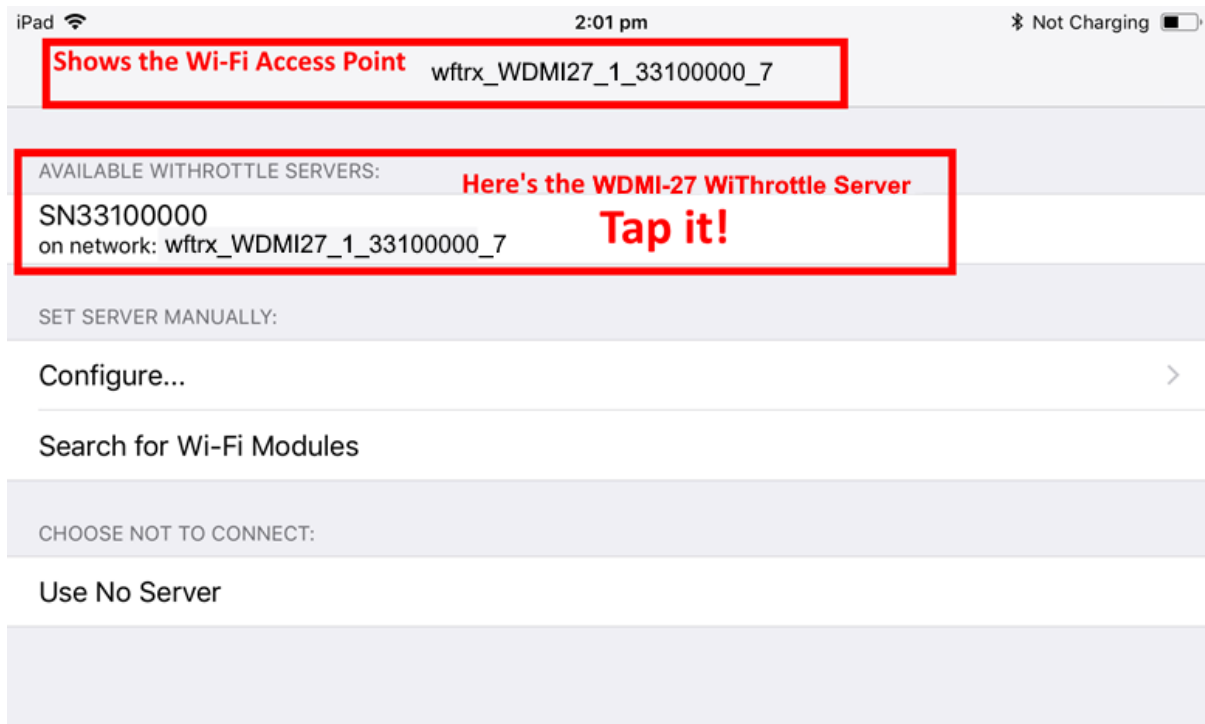 iPad 2:01 pm Not Charging
Shows the Wi-Fi Access Point wftrx_WDMI27_1_33100000_7
AVAILABLE WITHROTTLE SERVERS:
Here's the WDMI-27 WiThrottle Server
SN33100000
Tap it!
on network: wftrx_WDMI27_1_33100000_7
SET SERVER MANUALLY:
Configure...
Search for Wi-Fi Modules
CHOOSE NOT TO CONNECT:
Use No Server